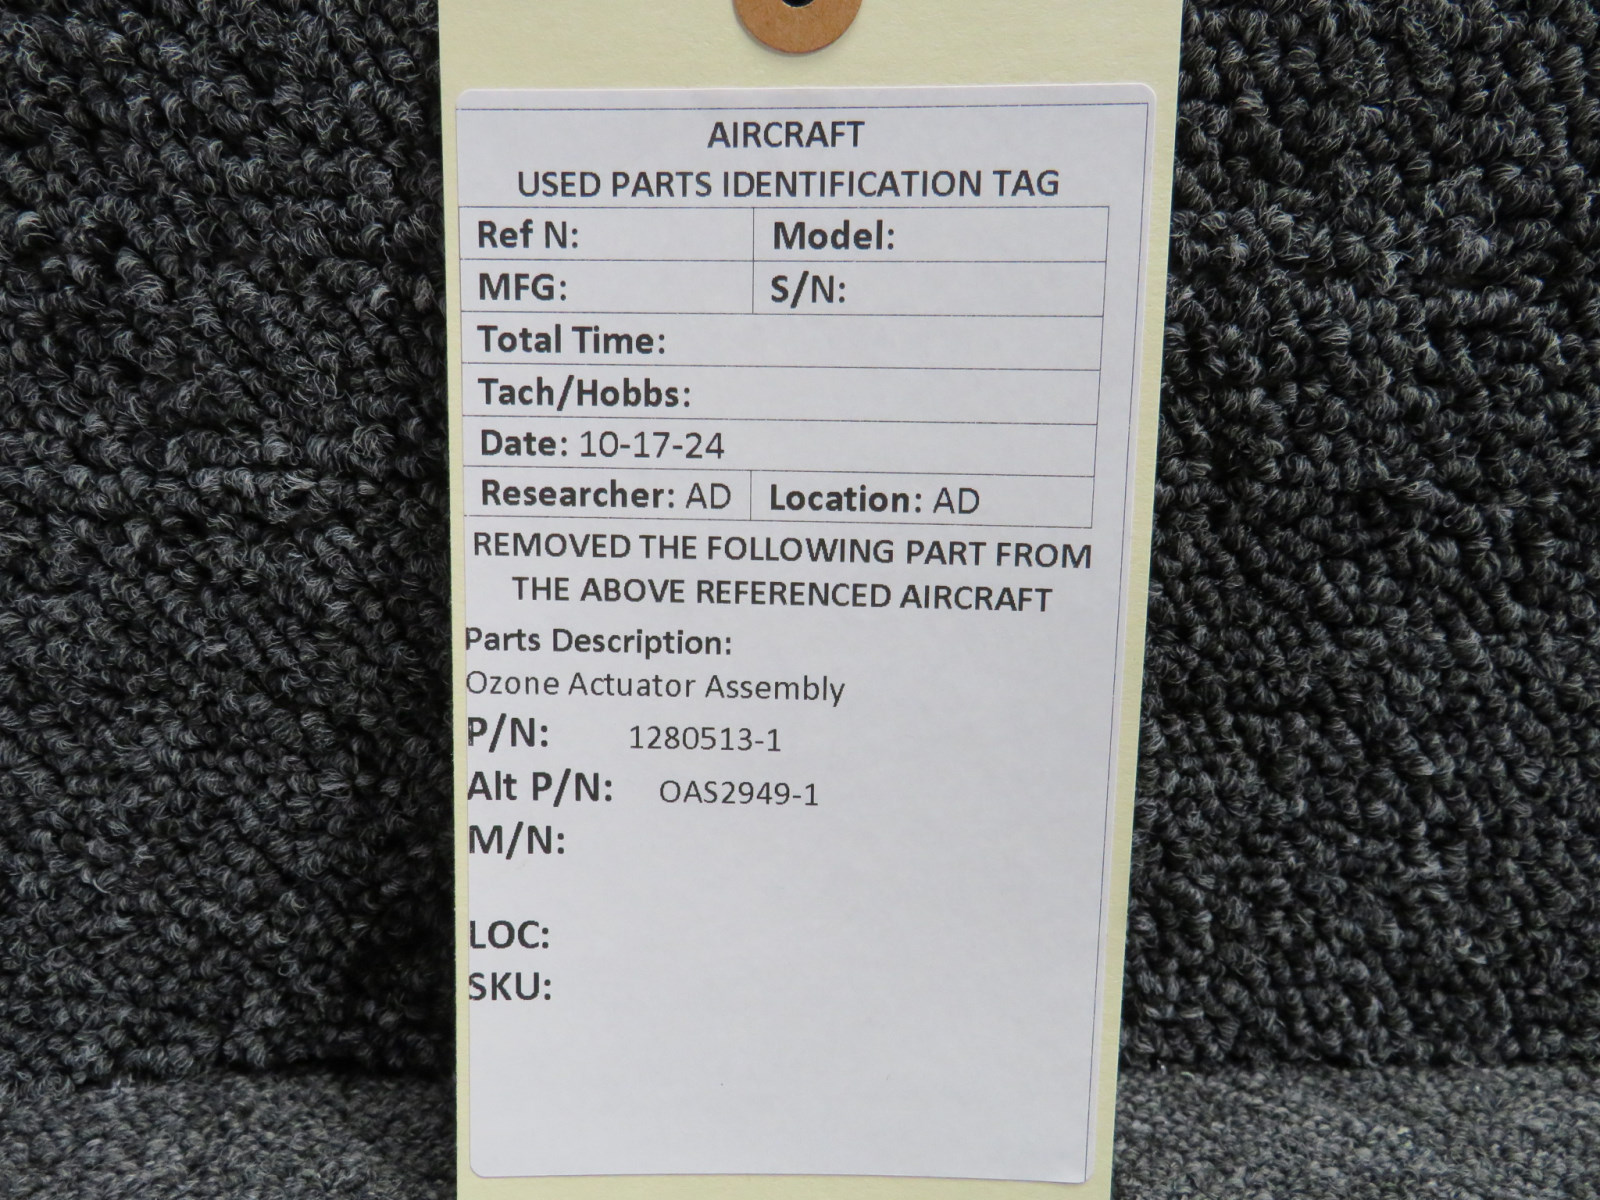 AIRCRAFT
USED PARTS IDENTIFICATION TAG
Ref N: Model:
MFG: S/N:
Total Time:
Tach/Hobbs:
Date: 10-17-24
Researcher: AD Location: AD
REMOVED THE FOLLOWING PART FROM
THE ABOVE REFERENCED AIRCRAFT
Parts Description:
Ozone Actuator Assembly
P/N: 1280513-1
Alt P/N: OAS2949-1
M/N:
LOC:
SKU: